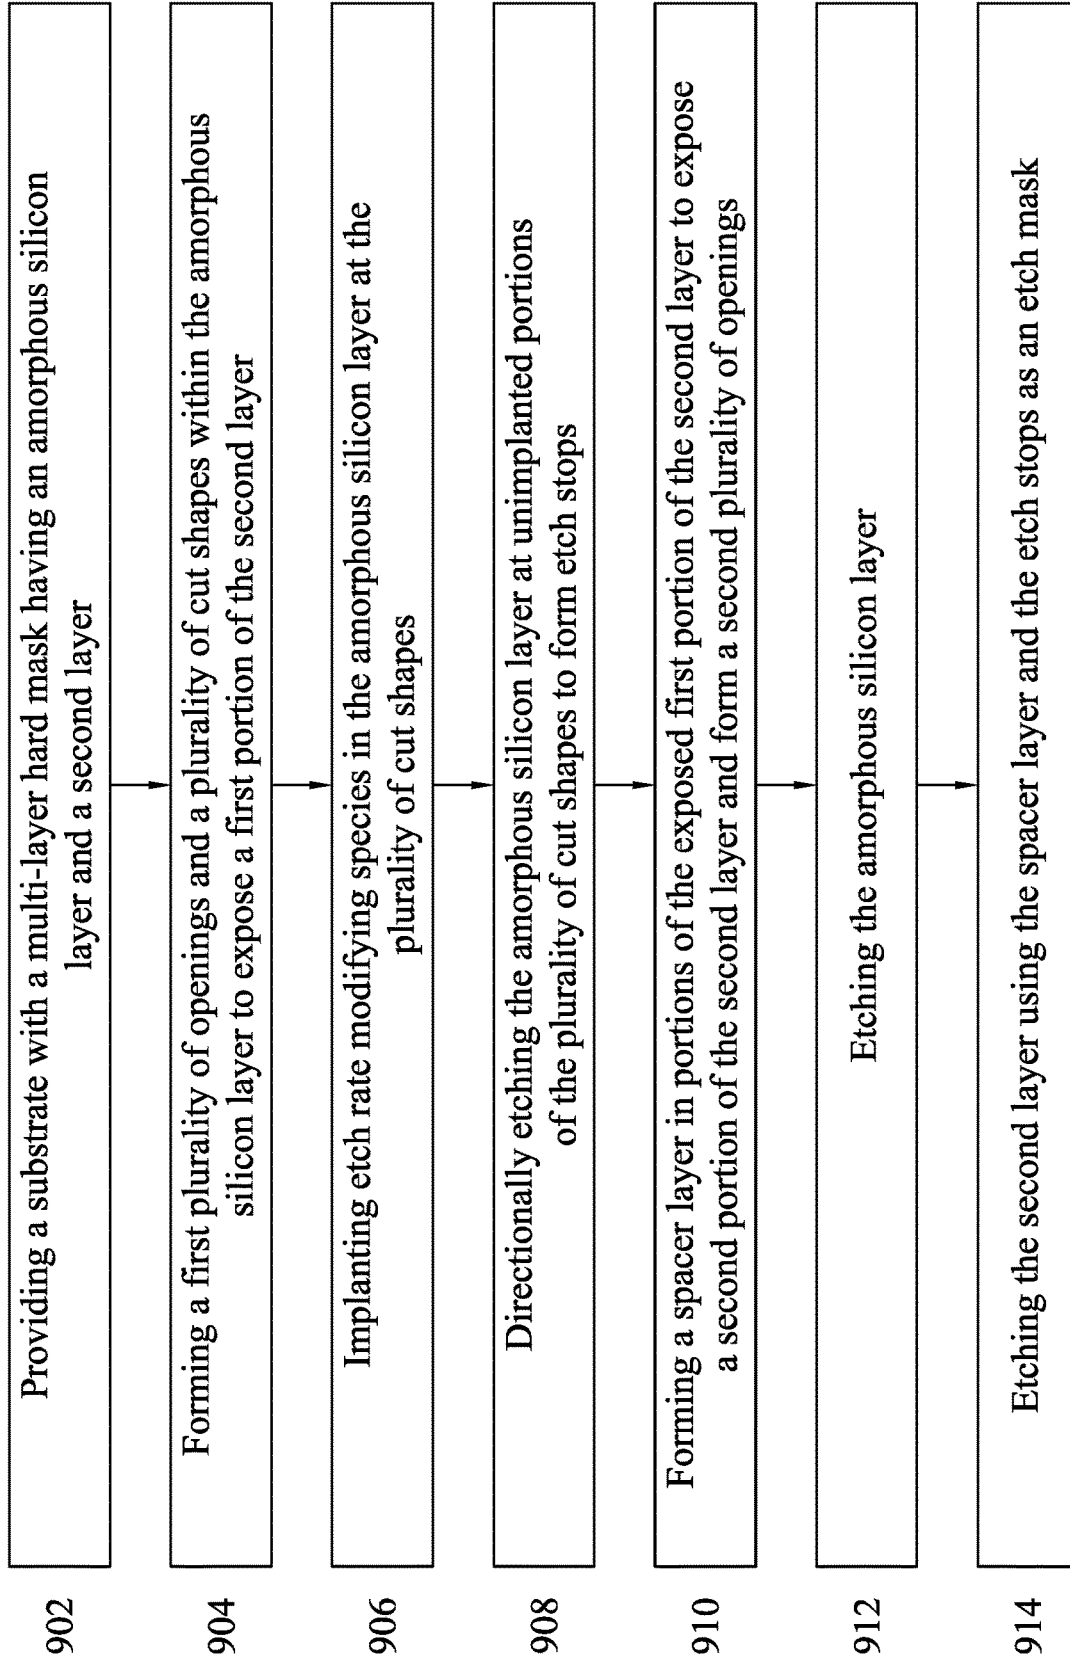 902
Providing a substrate with a multi-layer hard mask having an amorphous silicon
layer and a second layer
904
Forming a first plurality of openings and a plurality of cut shapes within the amorphous
silicon layer to expose a first portion of the second layer
906
Implanting etch rate modifying species in the amorphous silicon layer at the
plurality of cut shapes
908
Directionally etching the amorphous silicon layer at unimplanted portions
of the plurality of cut shapes to form etch stops
910
Forming a spacer layer in portions of the exposed first portion of the second layer to expose
a second portion of the second layer and form a second plurality of openings
912
Etching the amorphous silicon layer
914
Etching the second layer using the spacer layer and the etch stops as an etch mask